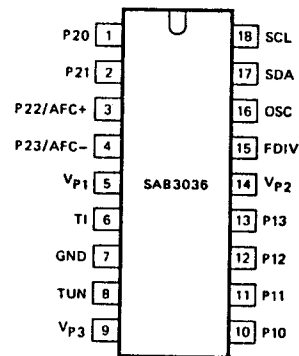 P20 1 18 SCL
P21 2 17 SDA
P22/AFC+ 3 16 OSC
P23/AFC− 4 15 FDIV
VP1 5 SAB3036 14 VP2
TI 6 13 P13
GND 7 12 P12
TUN 8 11 P11
VP3 9 10 P10